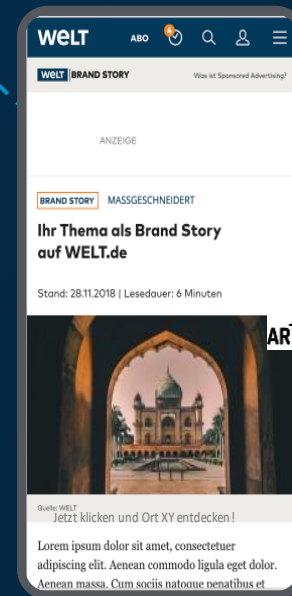 WELT ABO 4
WELT BRAND STORY Was ist Sponsored Advertising?
ANZEIGE
BRAND STORY MASSGESCHNEIDERT
Ihr Thema als Brand Story
auf WELT.de
Stand: 28.11.2018 | Lesedauer: 6 Minuten
AR
Quelle: WELT
Jetzt klicken und Ort XY entdecken !
Lorem ipsum dolor sit amet, consectetuer
adipiscing elit. Aenean commodo ligula eget dolor.
Aenean massa. Cum sociis natoque penatibus et